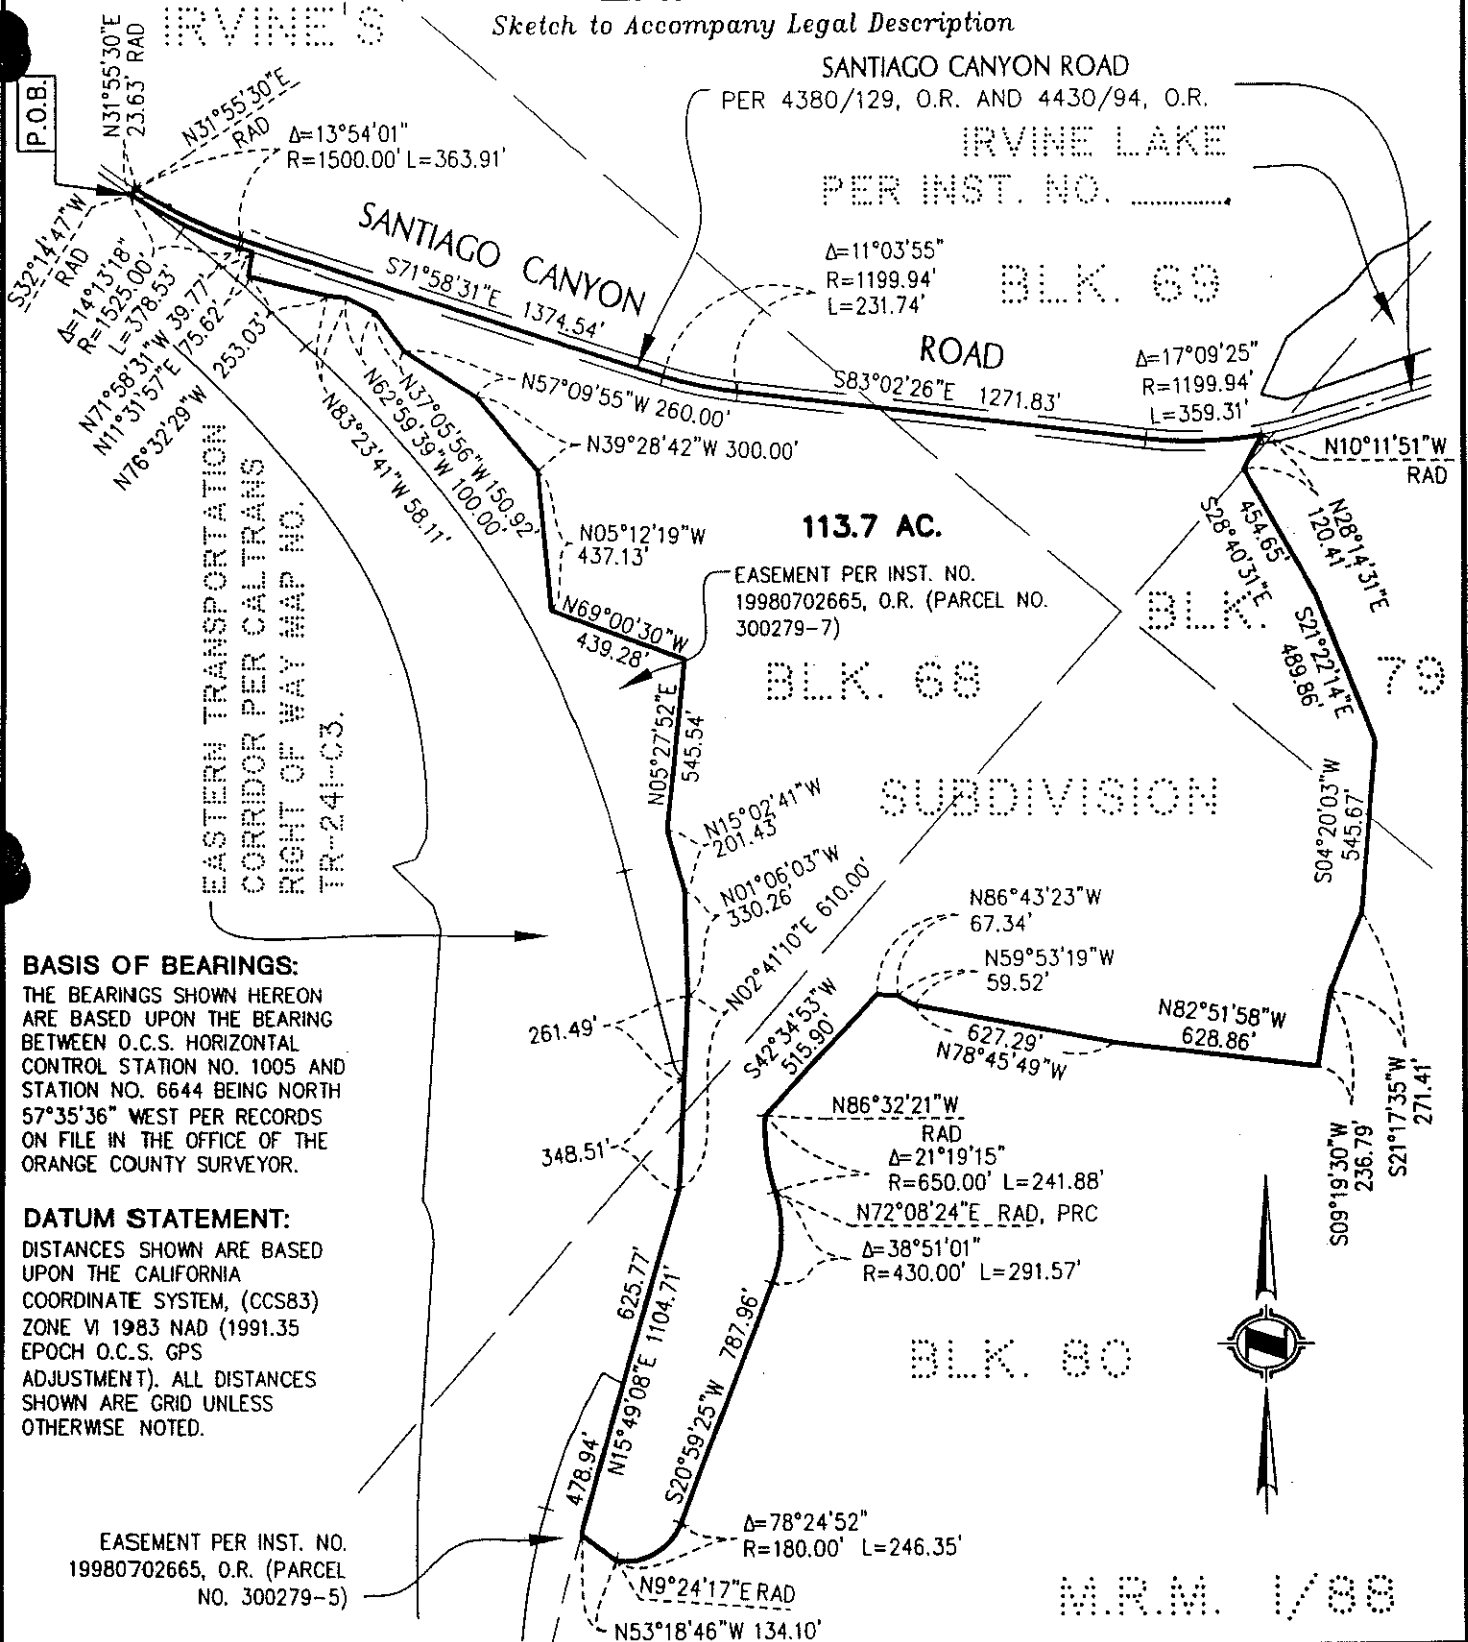 IRVINE'S
Sketch to Accompany Legal Description
SANTIAGO CANYON ROAD
PER 4380/129, O.R. AND 4430/94, O.R.
IRVINE LAKE
PER INST. NO. ..............
P.O.B.
N31°55'30"E
23.63' RAD
N31°55'30"E
RAD
Δ=13°54'01"
R=1500.00' L=363.91'
SANTIAGO CANYON
ROAD
S71°58'31"E
1374.54'
Δ=11°03'55"
R=1199.94'
L=231.74'
BLK. 69
S83°02'26"E 1271.83'
Δ=17°09'25"
R=1199.94'
L=359.31'
N10°11'51"W
RAD
S32°14'47"W
RAD
Δ=14°13'18"
R=1525.00'
L=378.53'
N71°58'31"W 39.77'
N11°31'57"E 75.62'
N76°32'29"W 253.03'
N83°23'41"W 58.11'
N62°59'39"W 100.00'
N37°05'56"W 150.92'
N57°09'55"W 260.00'
N39°28'42"W 300.00'
N05°12'19"W
437.13'
N69°00'30"W
439.28'
113.7 AC.
EASEMENT PER INST. NO.
19980702665, O.R. (PARCEL NO.
300279-7)
N28°14'31"E
120.41'
S28°40'31"E
454.65'
S21°22'14"E
489.86'
BLK.
79
BLK. 68
SUBDIVISION
S04°20'03"W
545.67'
EASTERN TRANSPORTATION
CORRIDOR PER CALTRANS
RIGHT OF WAY MAP NO.
TR-241-C3.
N05°27'52"E
545.54'
N15°02'41"W
201.43'
N01°06'03"W
330.26'
N02°41'10"E 610.00'
261.49'
348.51'
N86°43'23"W
67.34'
N59°53'19"W
59.52'
627.29'
N78°45'49"W
N82°51'58"W
628.86'
S42°34'53"W
515.90'
S21°17'35"W
271.41'
S09°19'30"W
236.79'
N86°32'21"W
RAD
Δ=21°19'15"
R=650.00' L=241.88'
N72°08'24"E RAD, PRC
Δ=38°51'01"
R=430.00' L=291.57'
BASIS OF BEARINGS:
THE BEARINGS SHOWN HEREON
ARE BASED UPON THE BEARING
BETWEEN O.C.S. HORIZONTAL
CONTROL STATION NO. 1005 AND
STATION NO. 6644 BEING NORTH
57°35'36" WEST PER RECORDS
ON FILE IN THE OFFICE OF THE
ORANGE COUNTY SURVEYOR.
DATUM STATEMENT:
DISTANCES SHOWN ARE BASED
UPON THE CALIFORNIA
COORDINATE SYSTEM, (CCS83)
ZONE VI 1983 NAD (1991.35
EPOCH O.C.S. GPS
ADJUSTMENT). ALL DISTANCES
SHOWN ARE GRID UNLESS
OTHERWISE NOTED.
625.77'
N15°49'08"E 1104.71'
478.94'
S20°59'25"W 787.96'
BLK. 80
N
Δ=78°24'52"
R=180.00' L=246.35'
N9°24'17"E RAD
N53°18'46"W 134.10'
EASEMENT PER INST. NO.
19980702665, O.R. (PARCEL
NO. 300279-5)
M.R.M. 1/88